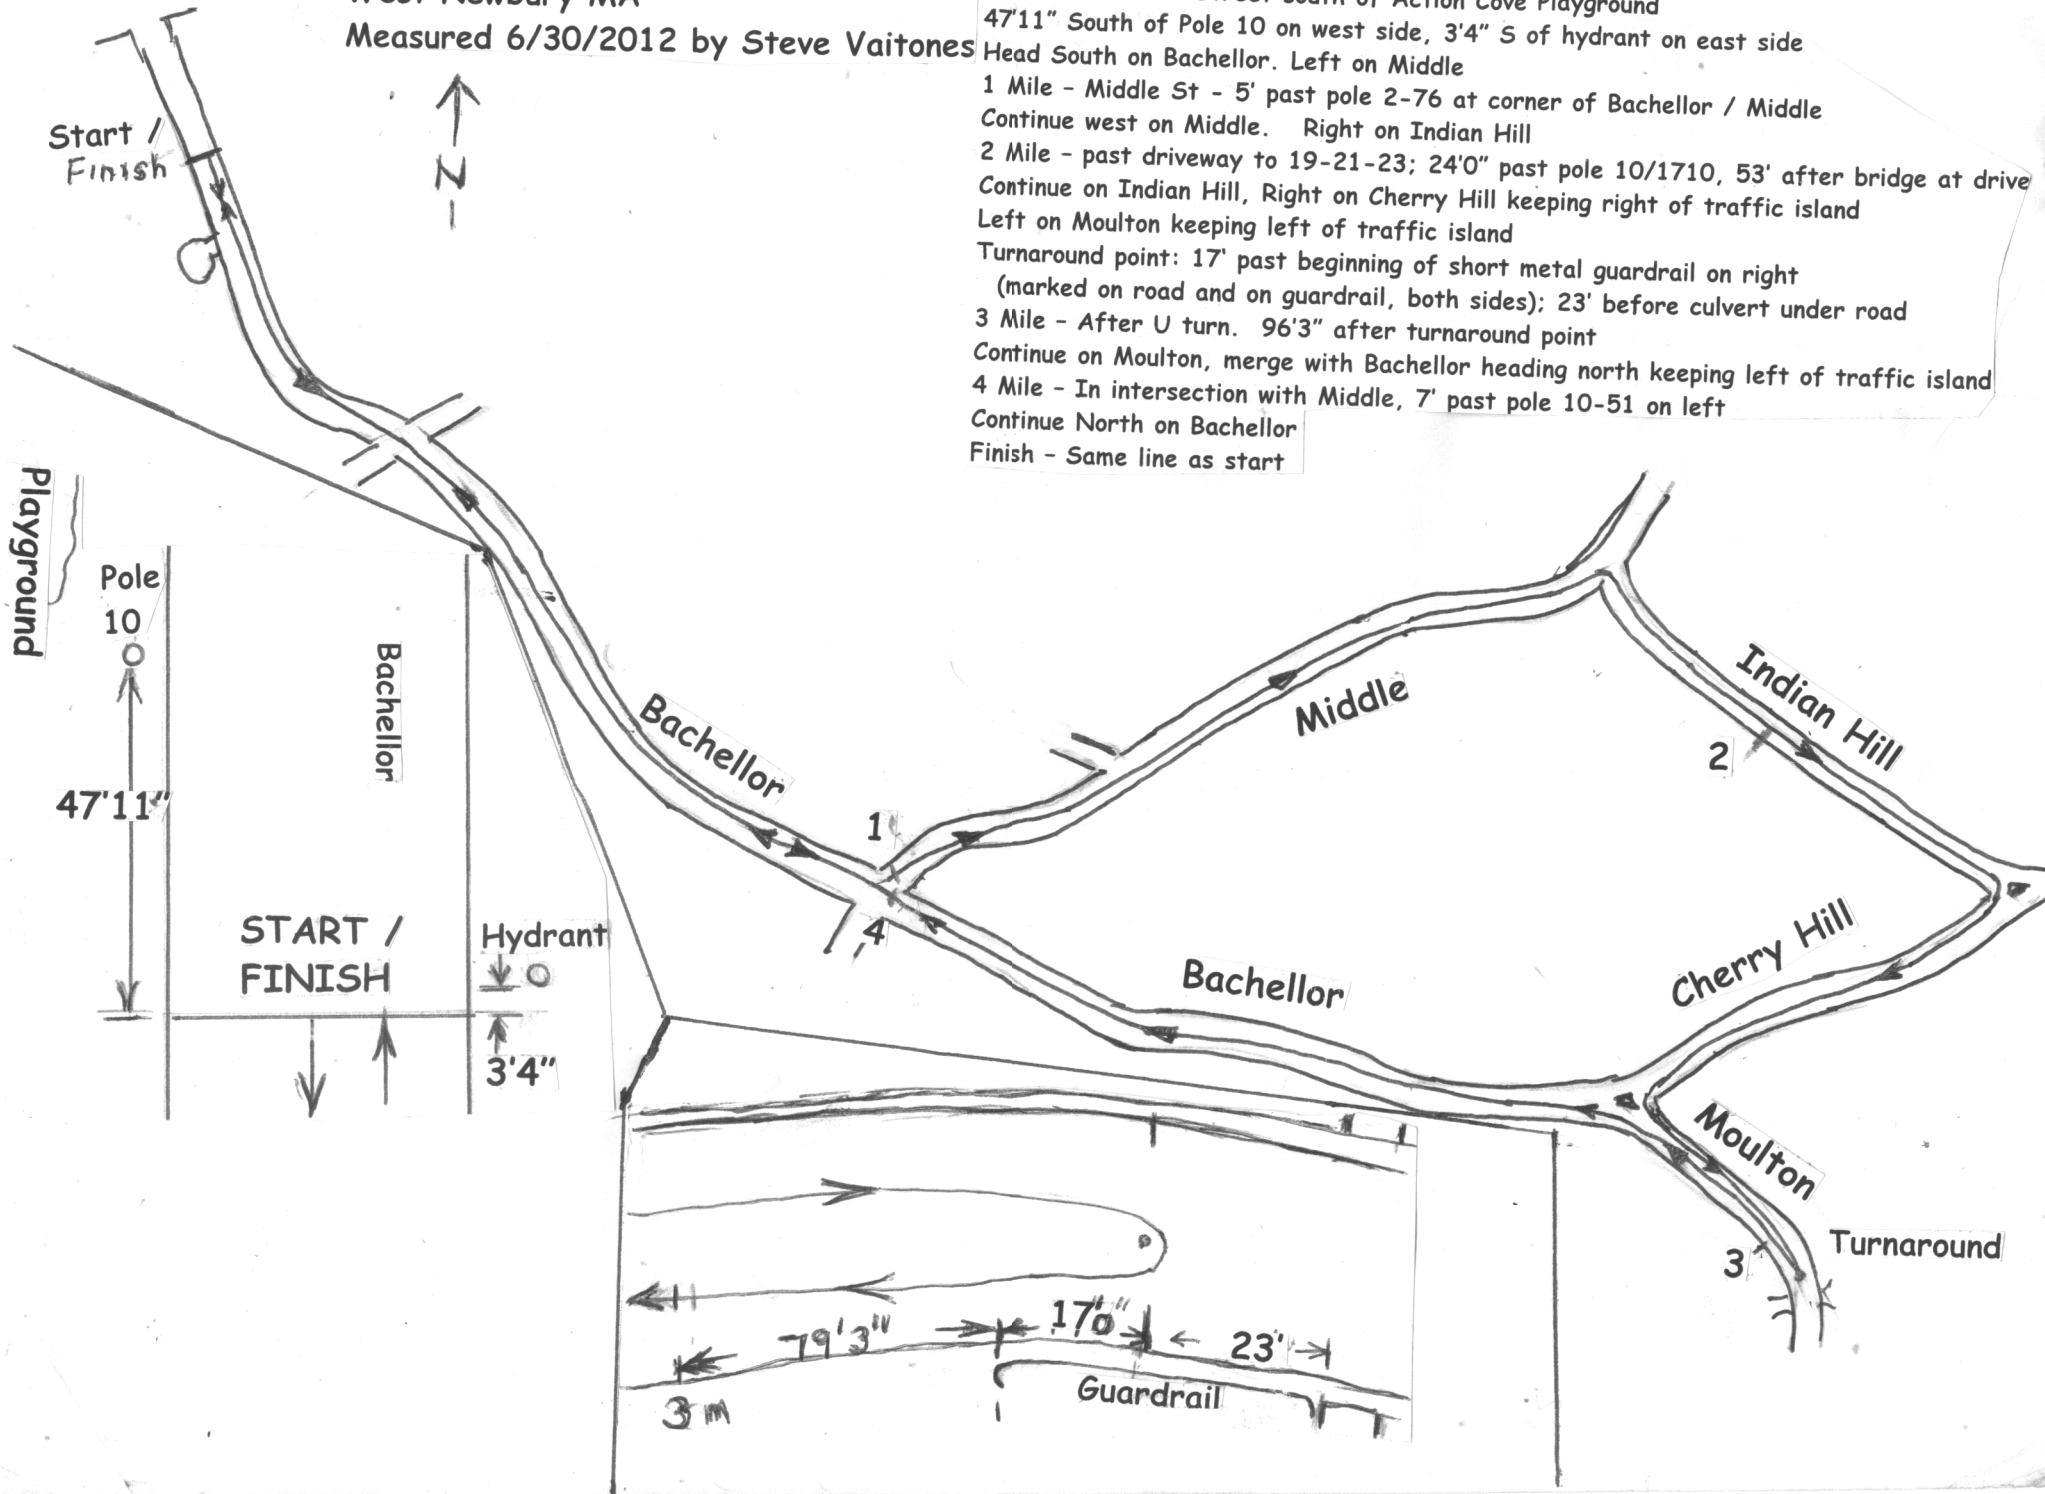 West Newbury MA
Measured 6/30/2012 by Steve Vaitones
South of Action Cove Playground
47'11" South of Pole 10 on west side, 3'4" S of hydrant on east side
Head South on Bachellor. Left on Middle
1 Mile - Middle St - 5' past pole 2-76 at corner of Bachellor / Middle
Continue west on Middle. Right on Indian Hill
2 Mile - past driveway to 19-21-23; 24'0" past pole 10/1710, 53' after bridge at drive
Continue on Indian Hill, Right on Cherry Hill keeping right of traffic island
Left on Moulton keeping left of traffic island
Turnaround point: 17' past beginning of short metal guardrail on right
(marked on road and on guardrail, both sides); 23' before culvert under road
3 Mile - After U turn. 96'3" after turnaround point
Continue on Moulton, merge with Bachellor heading north keeping left of traffic island
4 Mile - In intersection with Middle, 7' past pole 10-51 on left
Continue North on Bachellor
Finish - Same line as start
Start /
Finish
N
Playground
Pole
10
Bachellor
47'11"
START /
FINISH
Hydrant
3'4"
Bachellor
Middle
Indian Hill
2
1
4
Cherry Hill
Bachellor
Moulton
Turnaround
3
79'3"
17'0"
23'
Guardrail
3 m